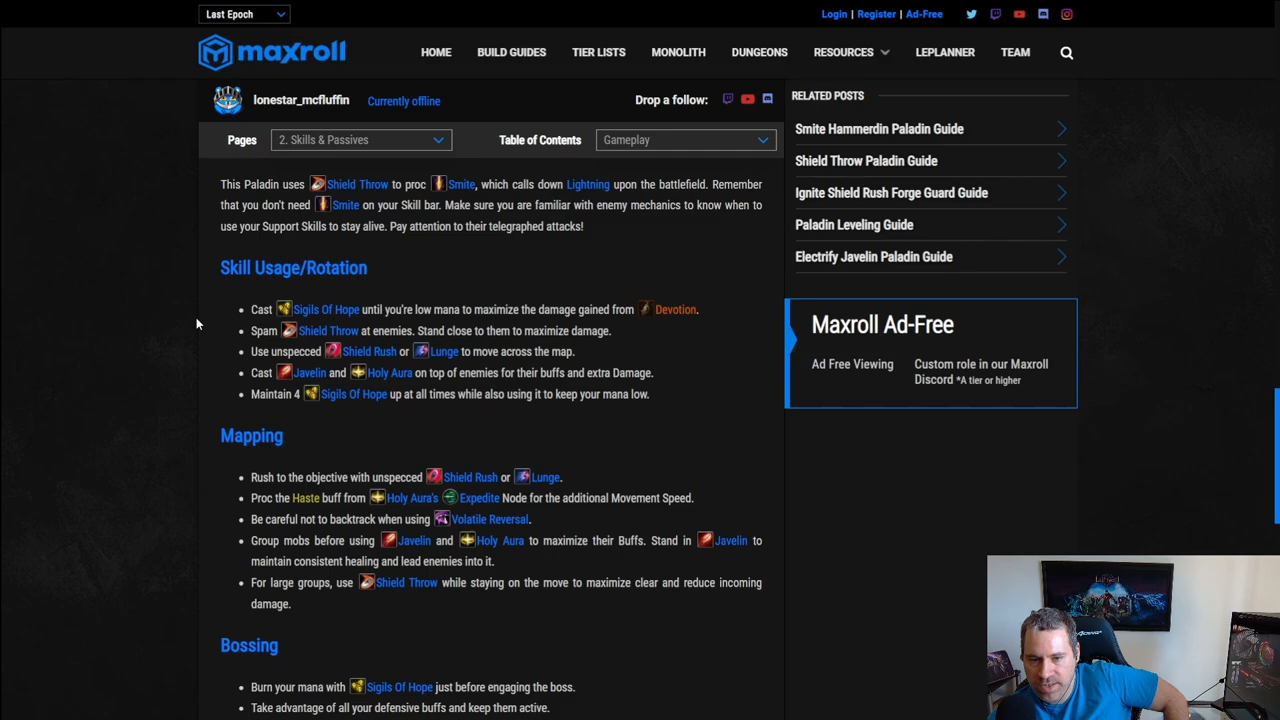 Last Epoch
Login | Register | Ad-Free
maxroll
HOME BUILD GUIDES TIER LISTS MONOLITH DUNGEONS RESOURCES LEPLANNER TEAM
lonestar_mcfluffin Currently offline Drop a follow:
Pages 2. Skills & Passives Table of Contents Gameplay
This Paladin uses Shield Throw to proc Smite, which calls down Lightning upon the battlefield. Remember
that you don't need Smite on your Skill bar. Make sure you are familiar with enemy mechanics to know when to
use your Support Skills to stay alive. Pay attention to their telegraphed attacks!
Skill Usage/Rotation
• Cast Sigils Of Hope until you're low mana to maximize the damage gained from Devotion.
• Spam Shield Throw at enemies. Stand close to them to maximize damage.
• Use unspecced Shield Rush or Lunge to move across the map.
• Cast Javelin and Holy Aura on top of enemies for their buffs and extra Damage.
• Maintain 4 Sigils Of Hope up at all times while also using it to keep your mana low.
Mapping
• Rush to the objective with unspecced Shield Rush or Lunge.
• Proc the Haste buff from Holy Aura's Expedite Node for the additional Movement Speed.
• Be careful not to backtrack when using Volatile Reversal.
• Group mobs before using Javelin and Holy Aura to maximize their Buffs. Stand in Javelin to
maintain consistent healing and lead enemies into it.
• For large groups, use Shield Throw while staying on the move to maximize clear and reduce incoming
damage.
Bossing
• Burn your mana with Sigils Of Hope just before engaging the boss.
• Take advantage of all your defensive buffs and keep them active.
RELATED POSTS
Smite Hammerdin Paladin Guide
Shield Throw Paladin Guide
Ignite Shield Rush Forge Guard Guide
Paladin Leveling Guide
Electrify Javelin Paladin Guide
Maxroll Ad-Free
Ad Free Viewing
Custom role in our Maxroll
Discord *A tier or higher